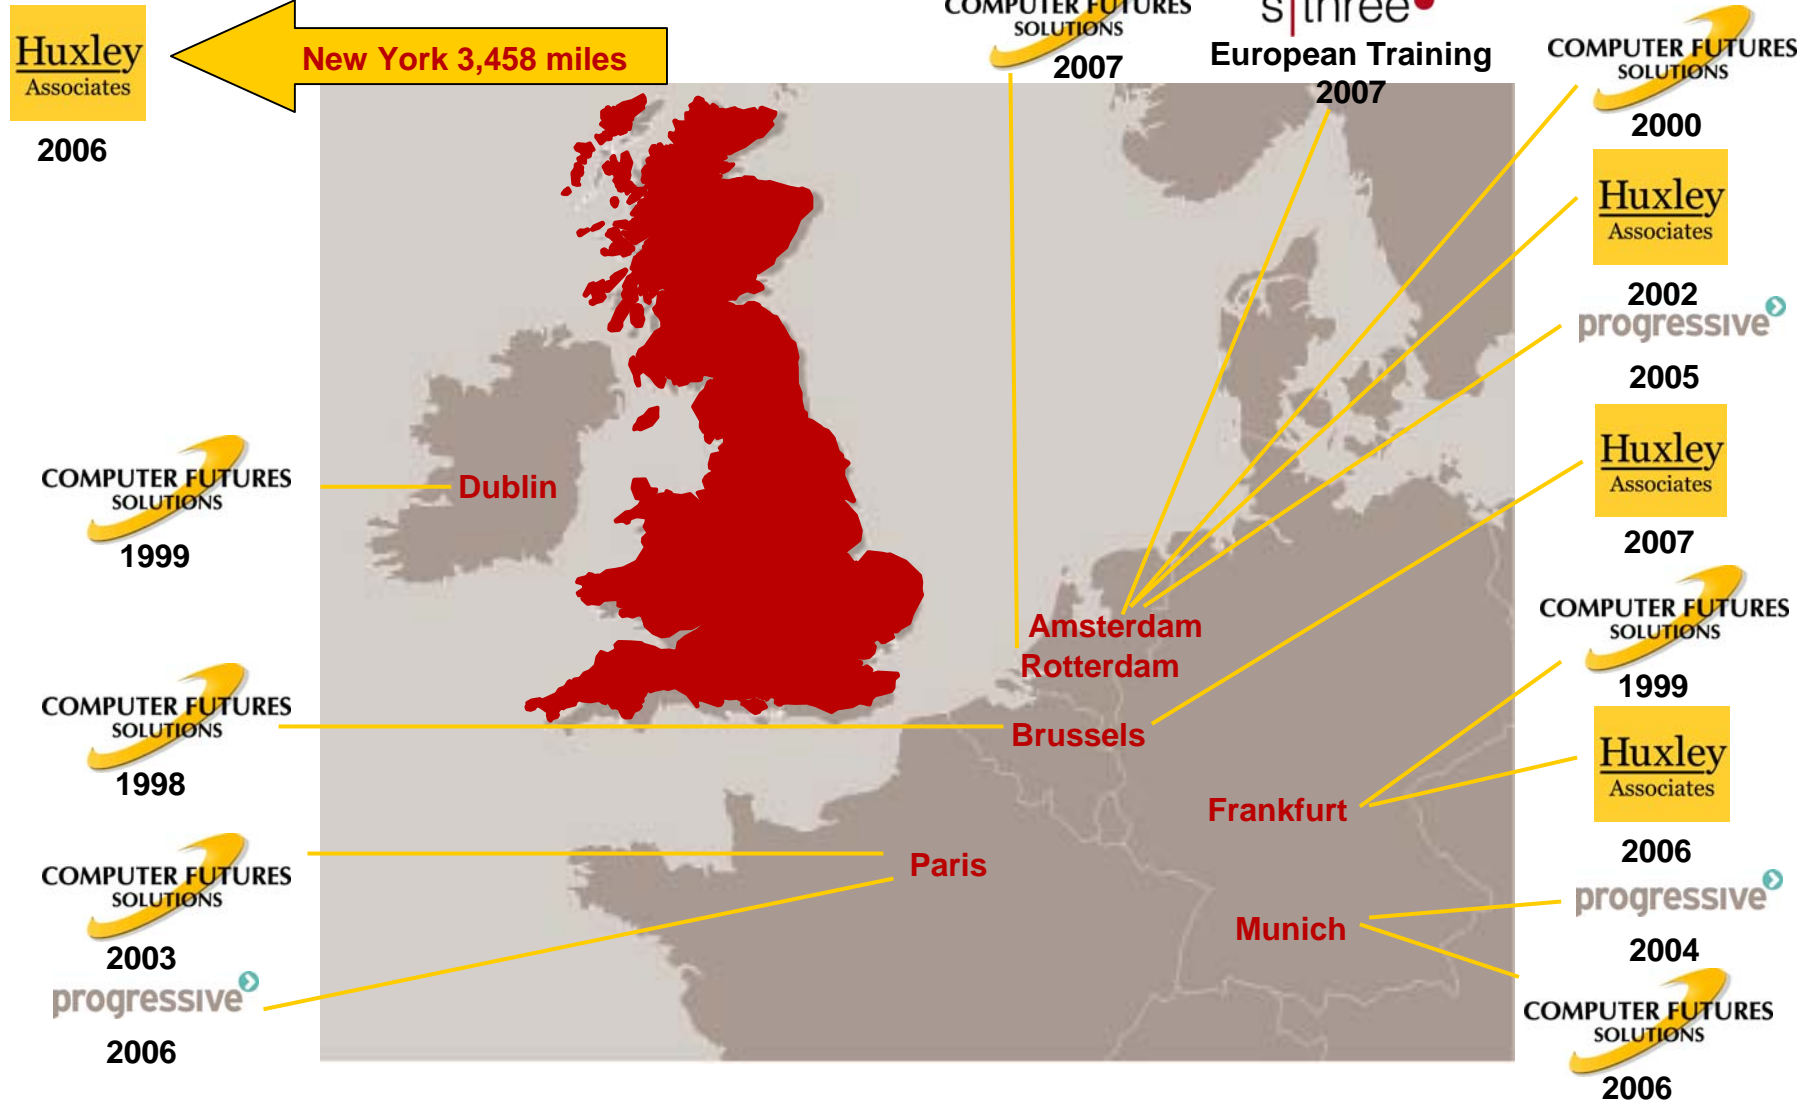 Huxley
Associates
2006
New York 3,458 miles
COMPUTER FUTURES
SOLUTIONS
2007
s|three
European Training
2007
COMPUTER FUTURES
SOLUTIONS
2000
Huxley
Associates
2002
progressive
2005
Huxley
Associates
2007
COMPUTER FUTURES
SOLUTIONS
1999
Dublin
COMPUTER FUTURES
SOLUTIONS
1999
Amsterdam
Rotterdam
COMPUTER FUTURES
SOLUTIONS
1998
Brussels
Huxley
Associates
2006
Frankfurt
COMPUTER FUTURES
SOLUTIONS
2003
Paris
progressive
2004
Munich
progressive
2006
COMPUTER FUTURES
SOLUTIONS
2006